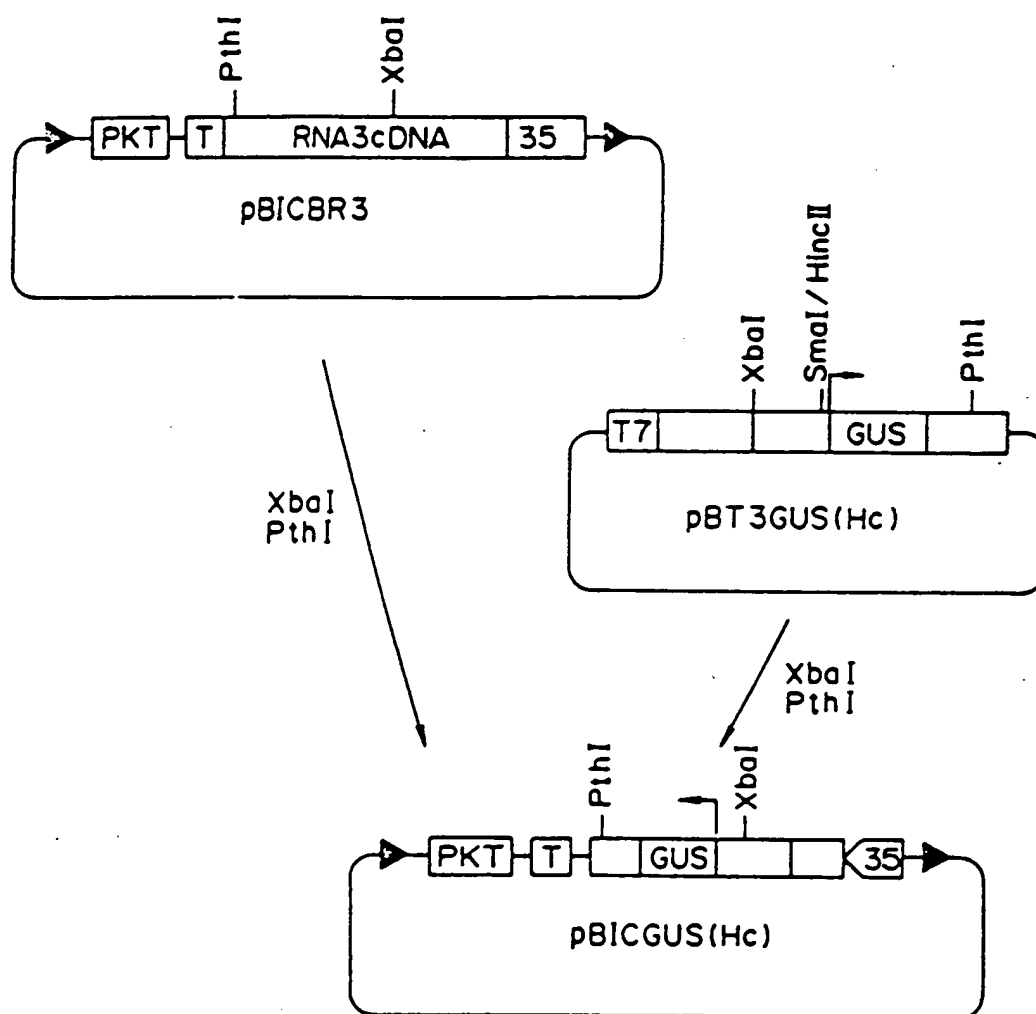 PthI
XbaI
PKT
T
RNA3cDNA
35
pBICBR3
XbaI
SmaI/HincII
PthI
T7
GUS
pBT3GUS(Hc)
XbaI
PthI
XbaI
PthI
PthI
XbaI
PKT
T
GUS
35
pBICGUS(Hc)